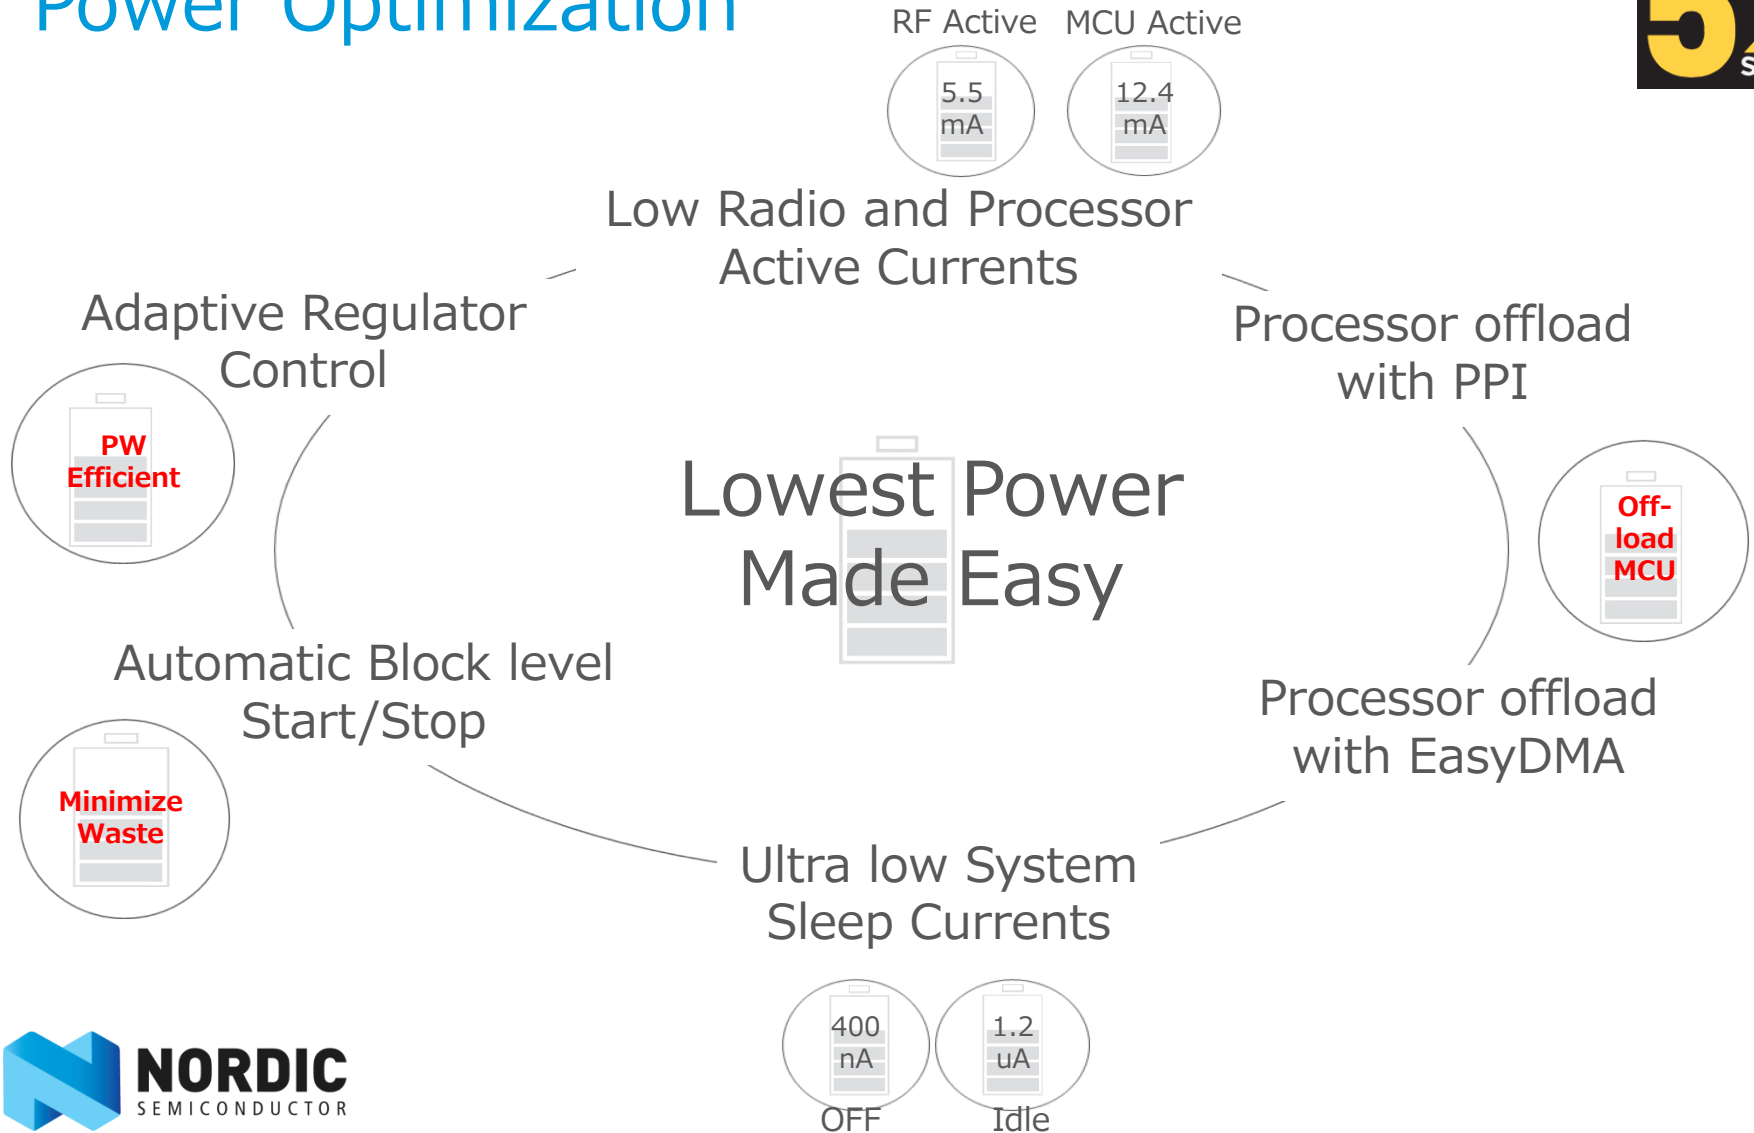 Power Optimization
RF Active
MCU Active
5.5
mA
12.4
mA
Low Radio and Processor
Active Currents
Adaptive Regulator
Control
PW
Efficient
Processor offload
with PPI
Off-
load
MCU
Lowest Power
Made Easy
Automatic Block level
Start/Stop
Minimize
Waste
Processor offload
with EasyDMA
Ultra low System
Sleep Currents
400
nA
OFF
1.2
uA
Idle
NORDIC
SEMICONDUCTOR